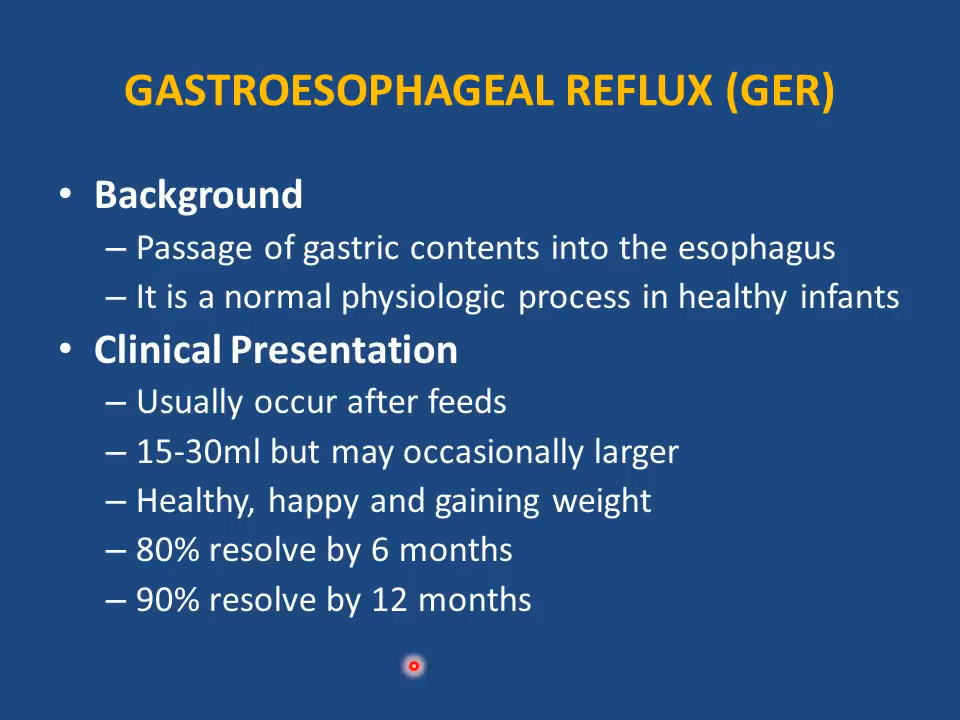 GASTROESOPHAGEAL REFLUX (GER)
• Background
– Passage of gastric contents into the esophagus
– It is a normal physiologic process in healthy infants
• Clinical Presentation
– Usually occur after feeds
– 15-30ml but may occasionally larger
– Healthy, happy and gaining weight
– 80% resolve by 6 months
– 90% resolve by 12 months